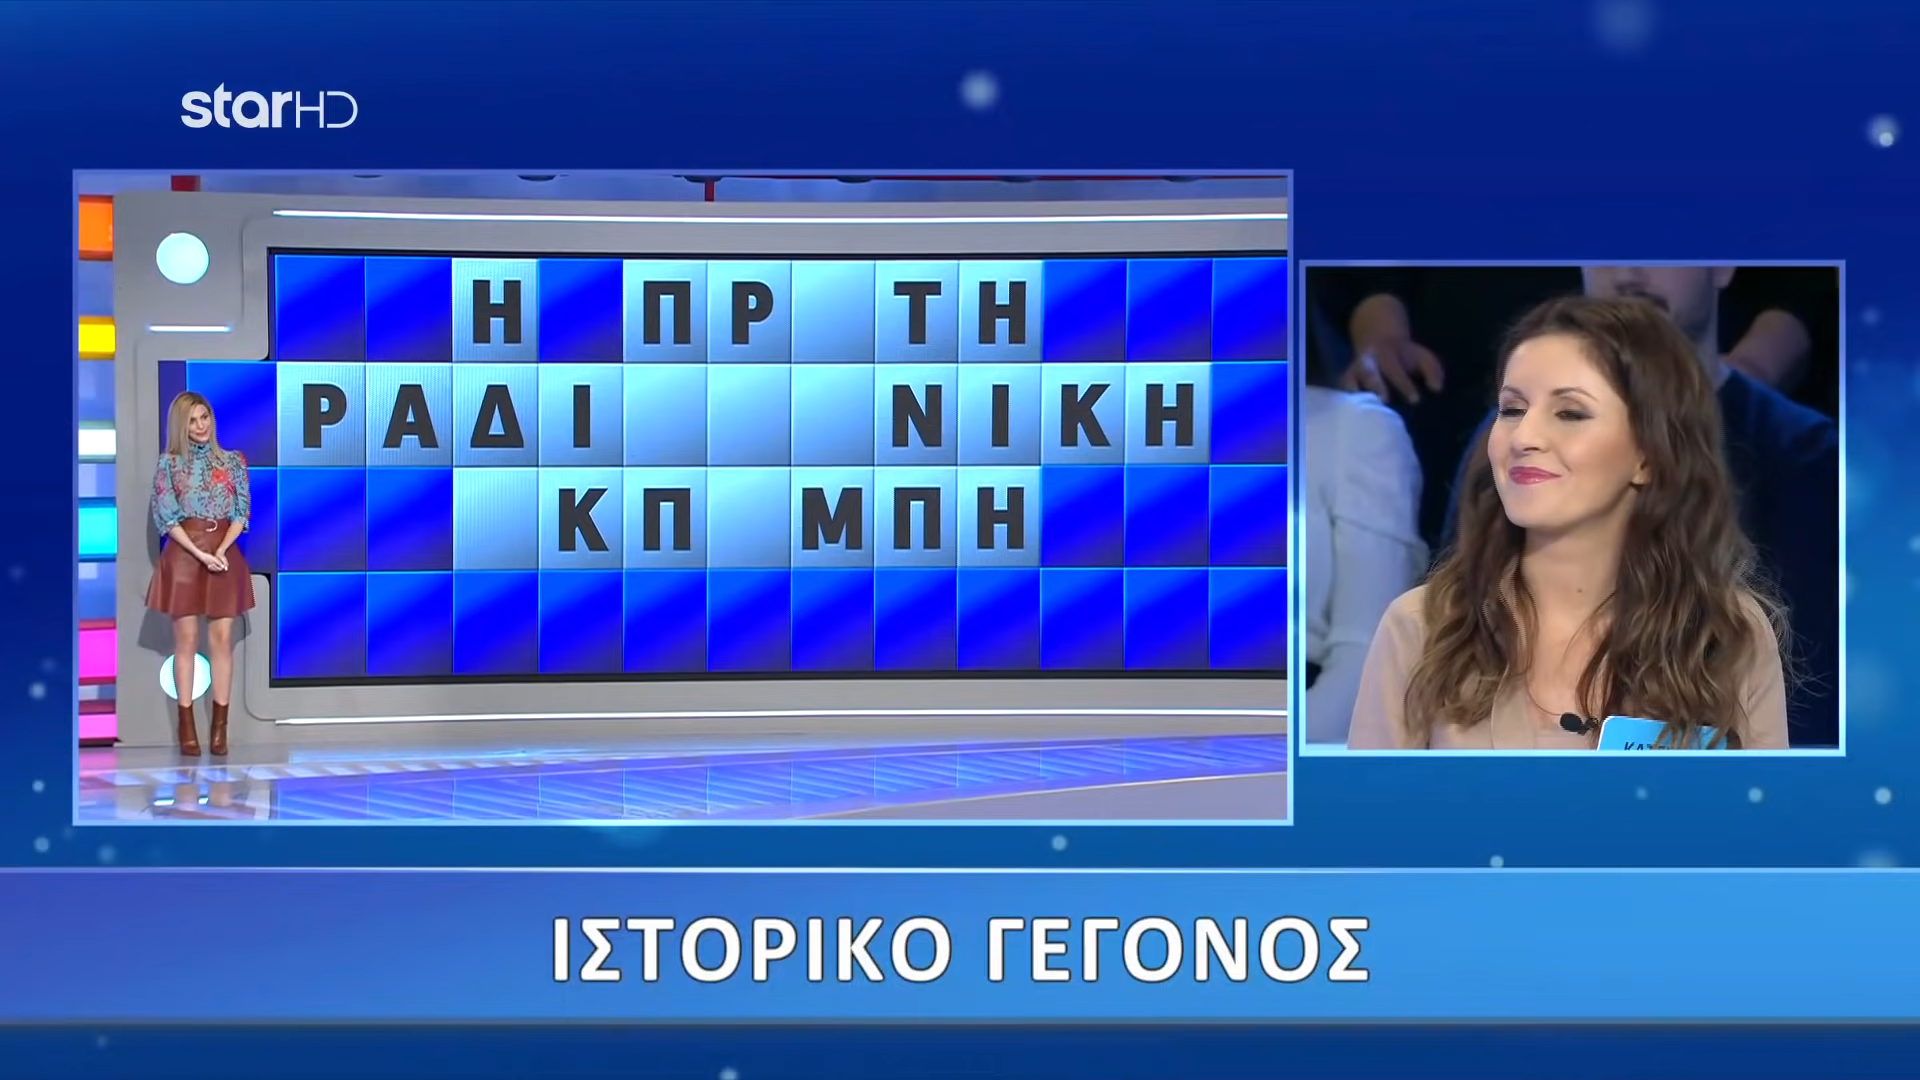 starHD
Η ΠΡ ΤΗ
ΡΑΔΙ ΝΙΚΗ
ΚΠ ΜΠΗ
ΙΣΤΟΡΙΚΟ ΓΕΓΟΝΟΣ